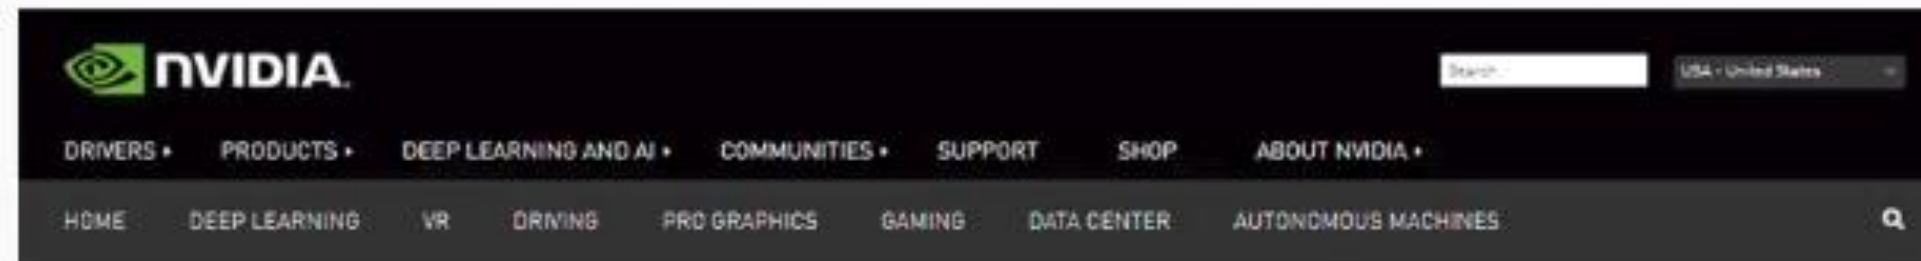 NVIDIA.
Search...
USA - United States
DRIVERS PRODUCTS DEEP LEARNING AND AI COMMUNITIES SUPPORT SHOP ABOUT NVIDIA
HOME DEEP LEARNING VR DRIVING PRO GRAPHICS GAMING DATA CENTER AUTONOMOUS MACHINES